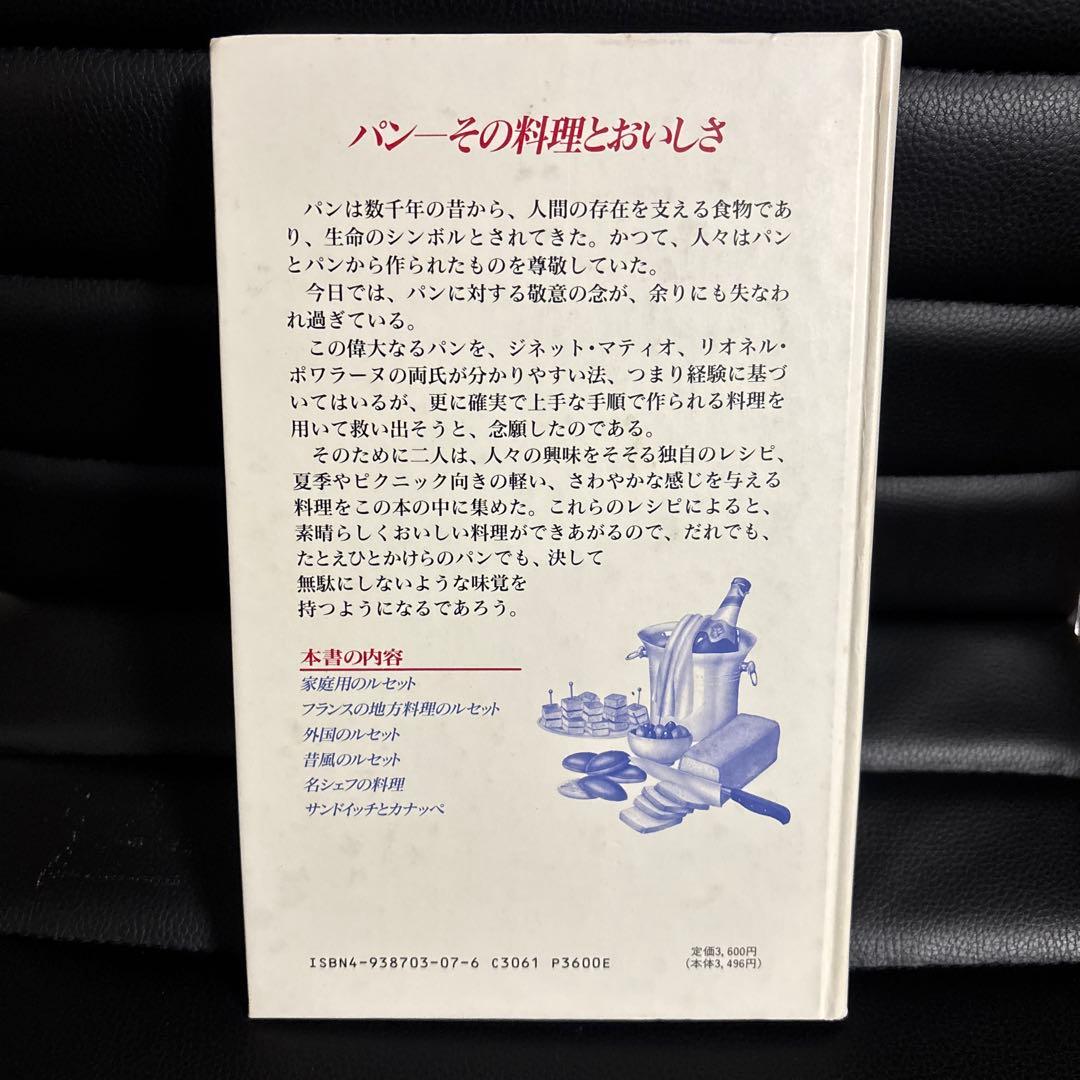 パン―その料理とおいしさ
パンは数千年の昔から、人間の存在を支える食物であ
り、生命のシンボルとされてきた。かつて、人々はパン
とパンから作られたものを尊敬していた。
今日では、パンに対する敬意の念が、余りにも失なわ
れ過ぎている。
この偉大なるパンを、ジネット・マティオ、リオネル・
ポワラーヌの両氏が分かりやすい法、つまり経験に基づ
いてはいるが、更に確実で上手な手順で作られる料理を
用いて救い出そうと、念願したのである。
そのために二人は、人々の興味をそそる独自のレシピ、
夏季やピクニック向きの軽い、さわやかな感じを与える
料理をこの本の中に集めた。これらのレシピによると、
素晴らしくおいしい料理ができあがるので、だれでも、
たとえひとかけらのパンでも、決して
無駄にしないような味覚を
持つようになるであろう。
本書の内容
家庭用のルセット
フランスの地方料理のルセット
外国のルセット
昔風のルセット
名シェフの料理
サンドイッチとカナッペ
定価3,600円
ISBN4-938703-07-6 C3061 P3600E
(本体3,496円)